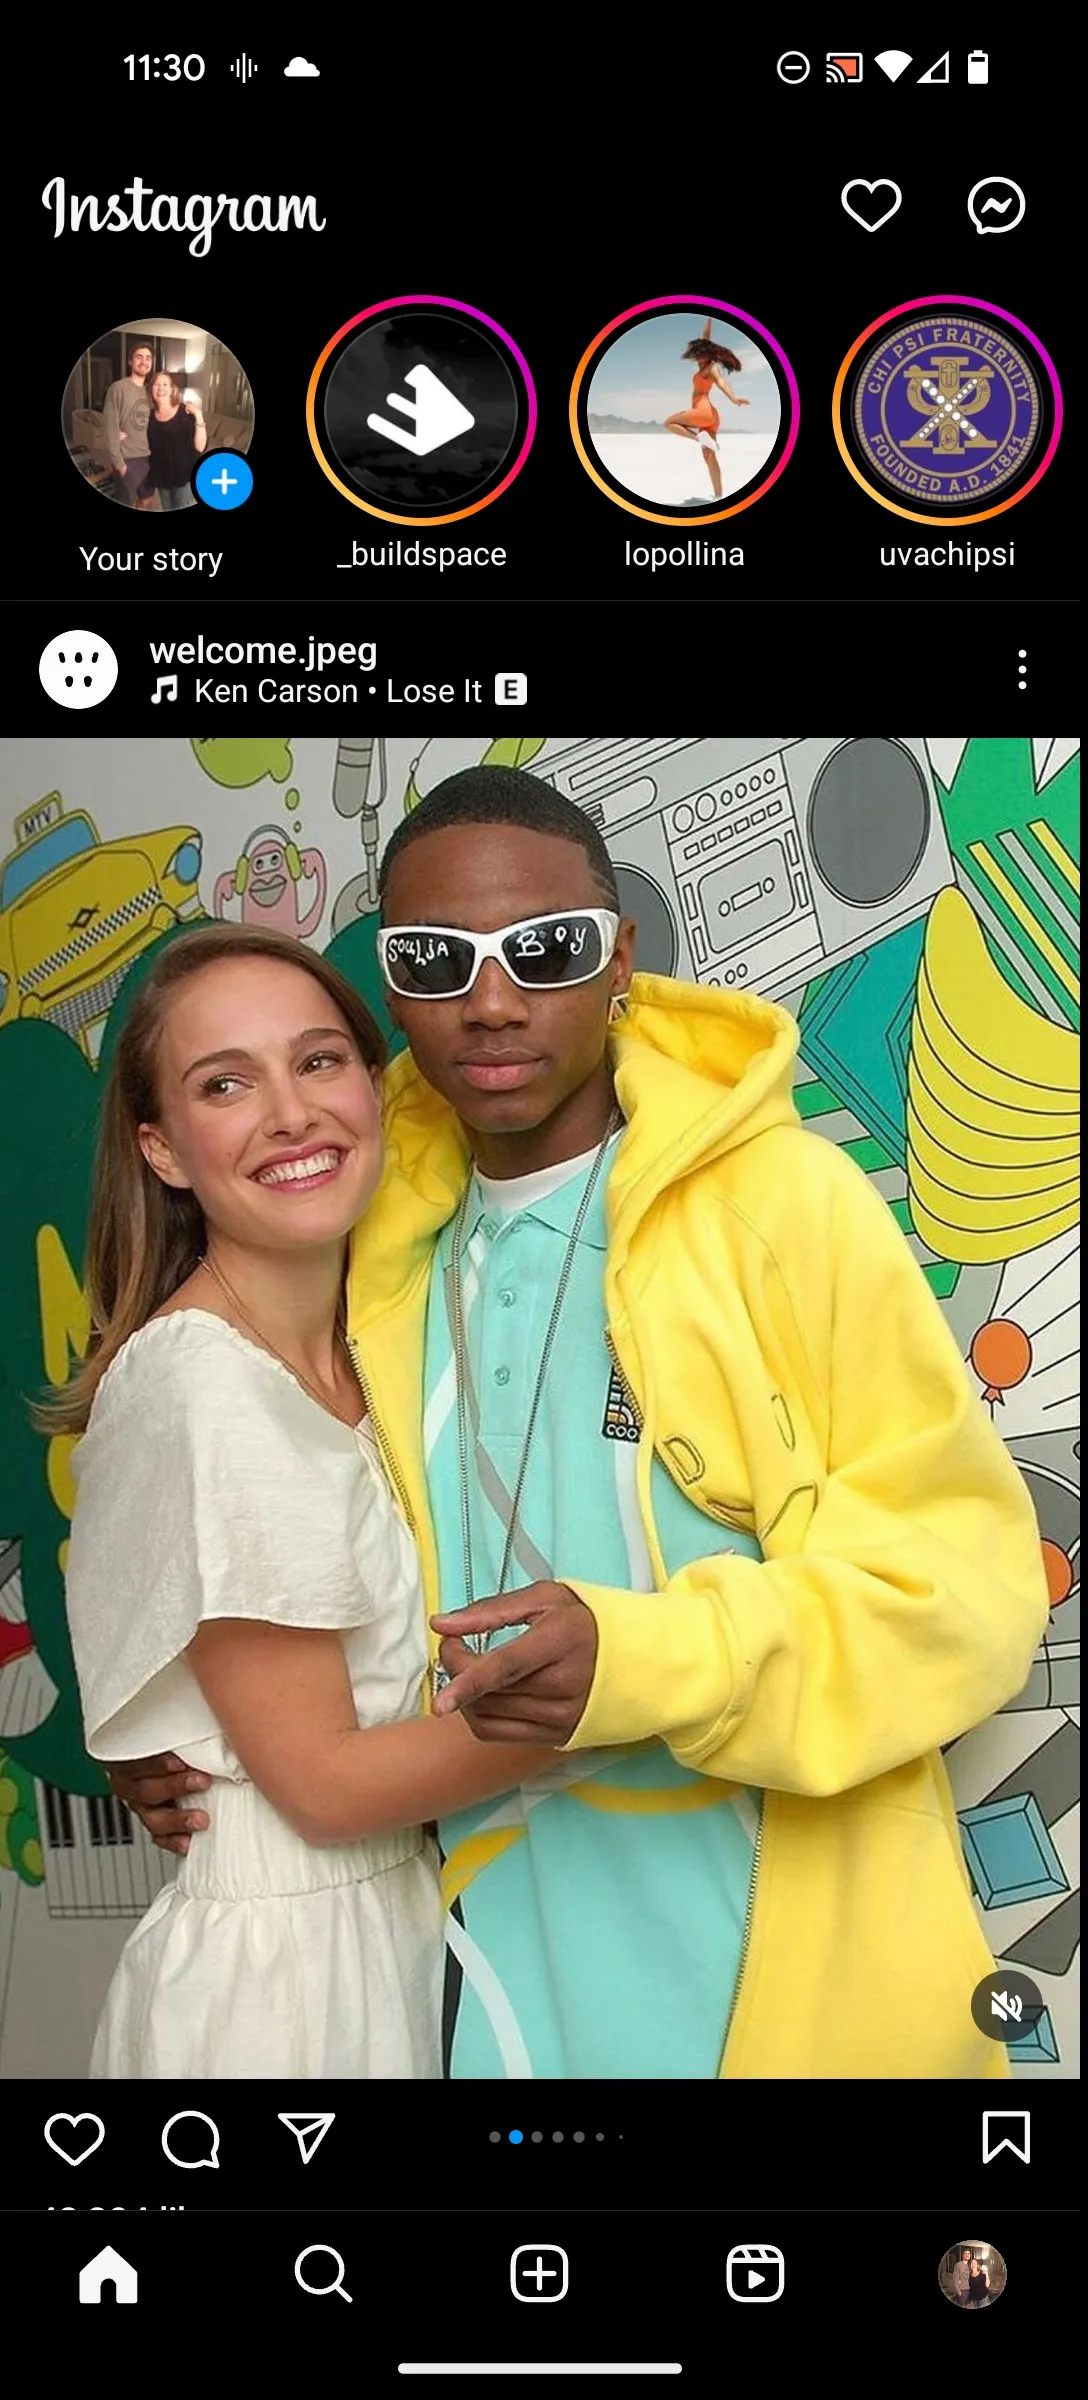 11:30
Instagram
CHI PSI FRATERNITY
FOUNDED A.D. 1841
Your story
_buildspace
lopollina
uvachipsi
welcome.jpeg
Ken Carson • Lose It E
MTV
SOULJA BOY